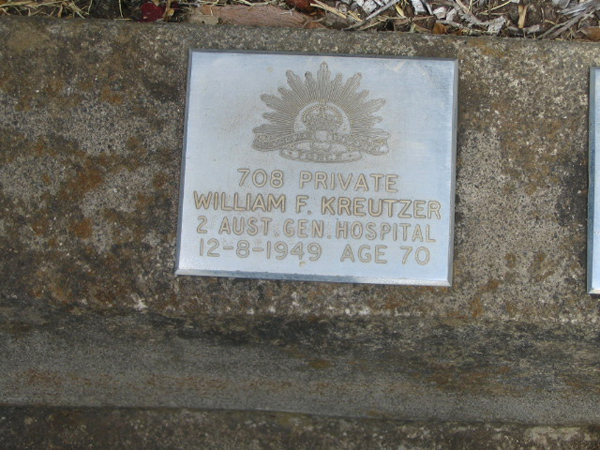 708 PRIVATE
WILLIAM F. KREUTZER
2 AUST. GEN. HOSPITAL
12-8-1949 AGE 70